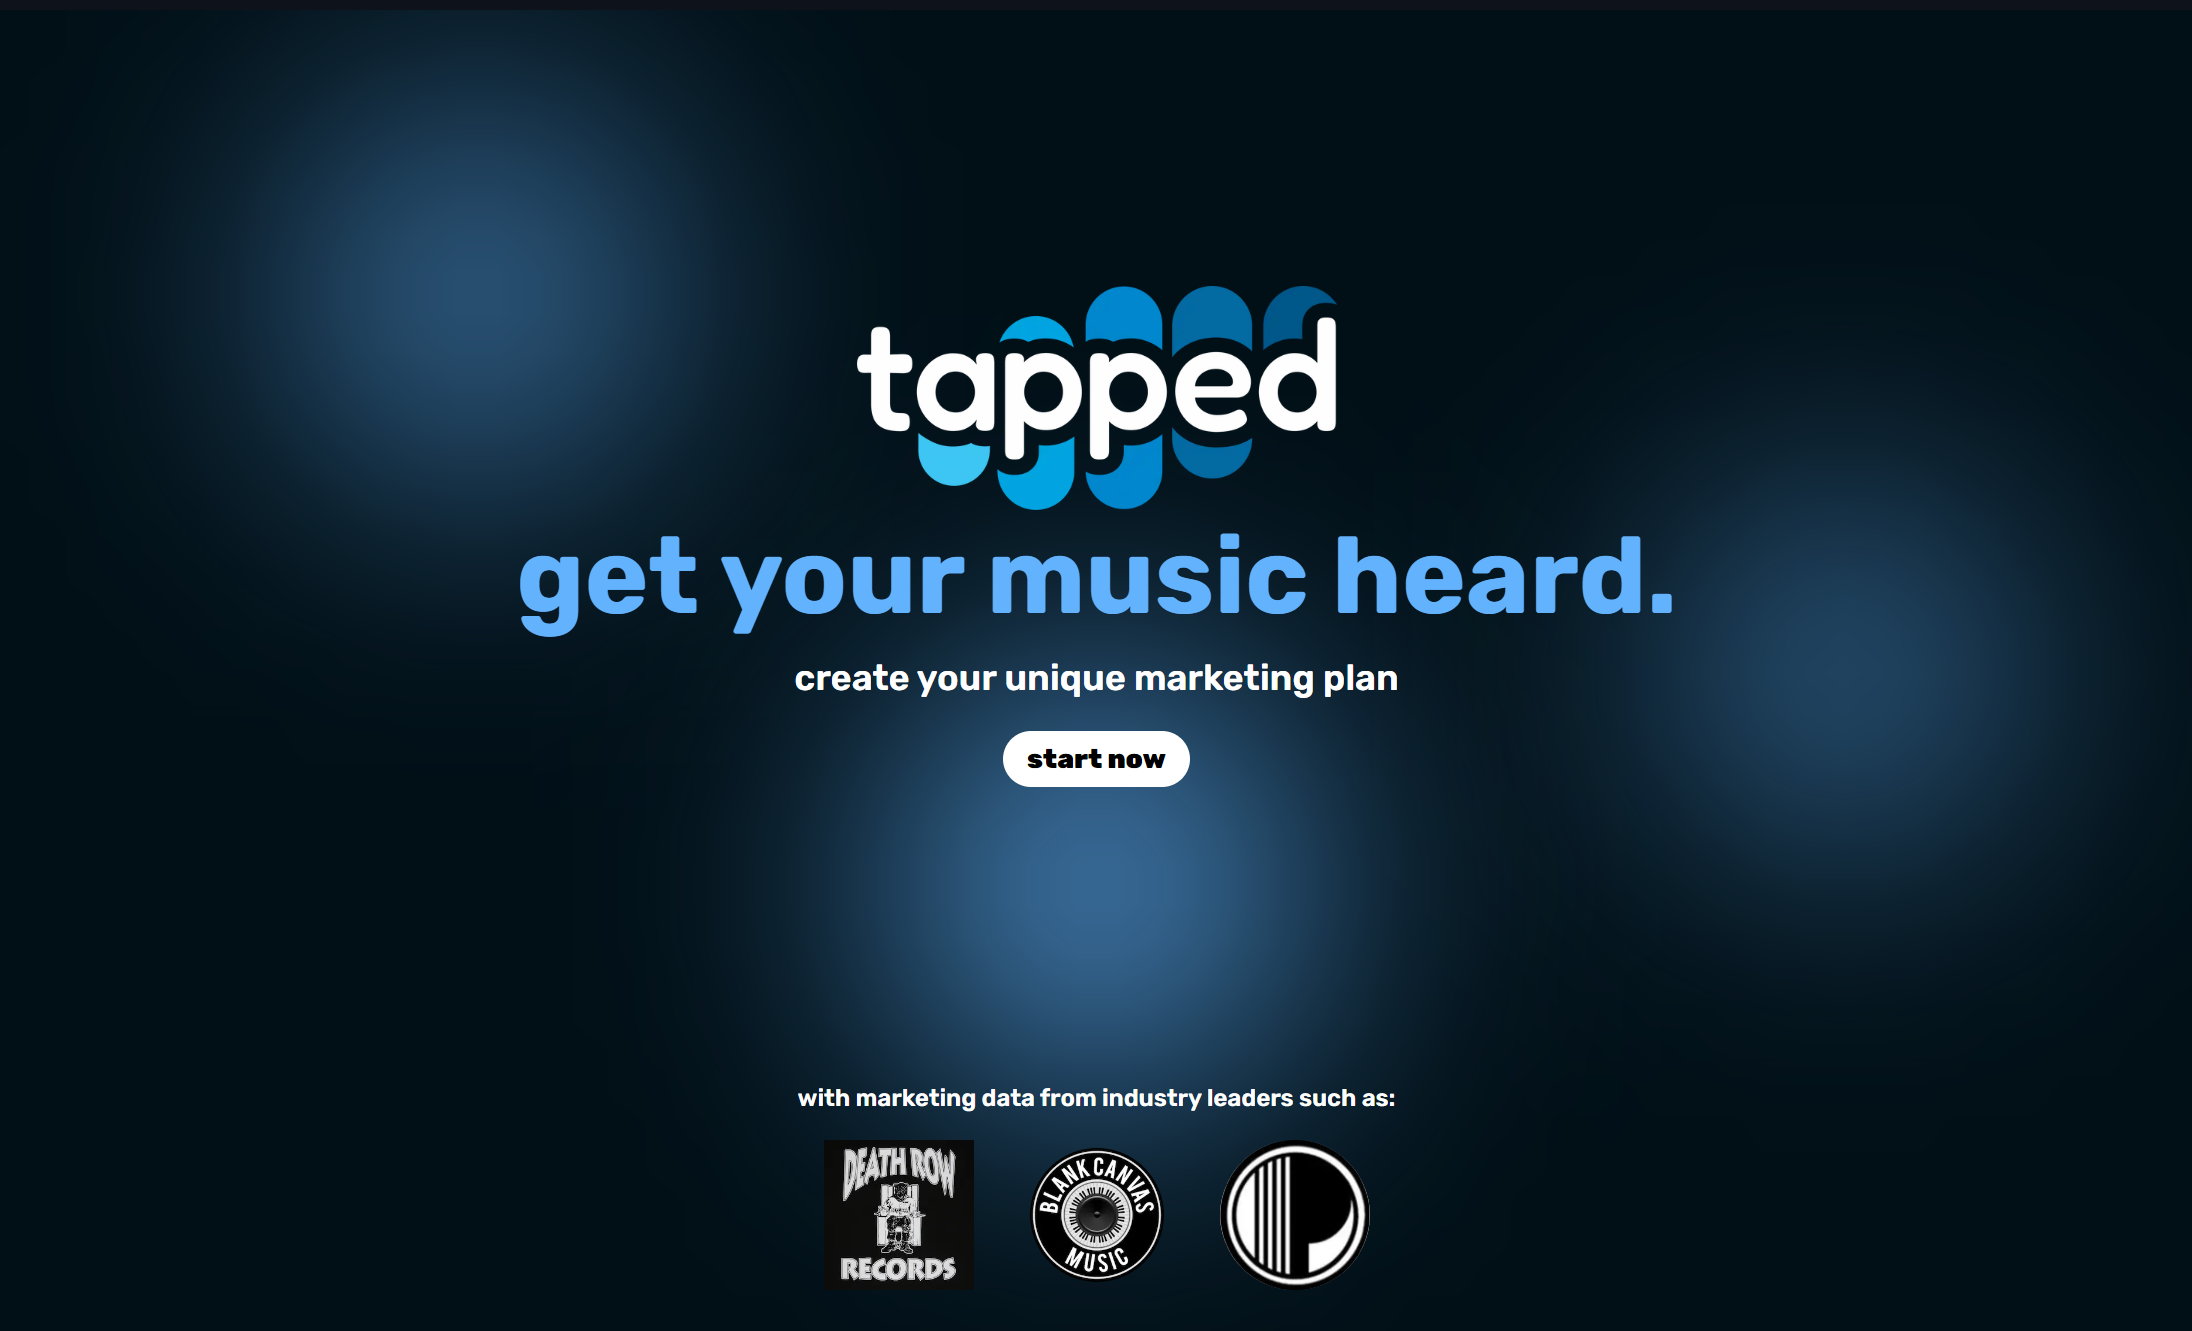 tapped
get your music heard.
create your unique marketing plan
start now
with marketing data from industry leaders such as:
DEATH ROW
RECORDS
BLANK CANVAS
MUSIC